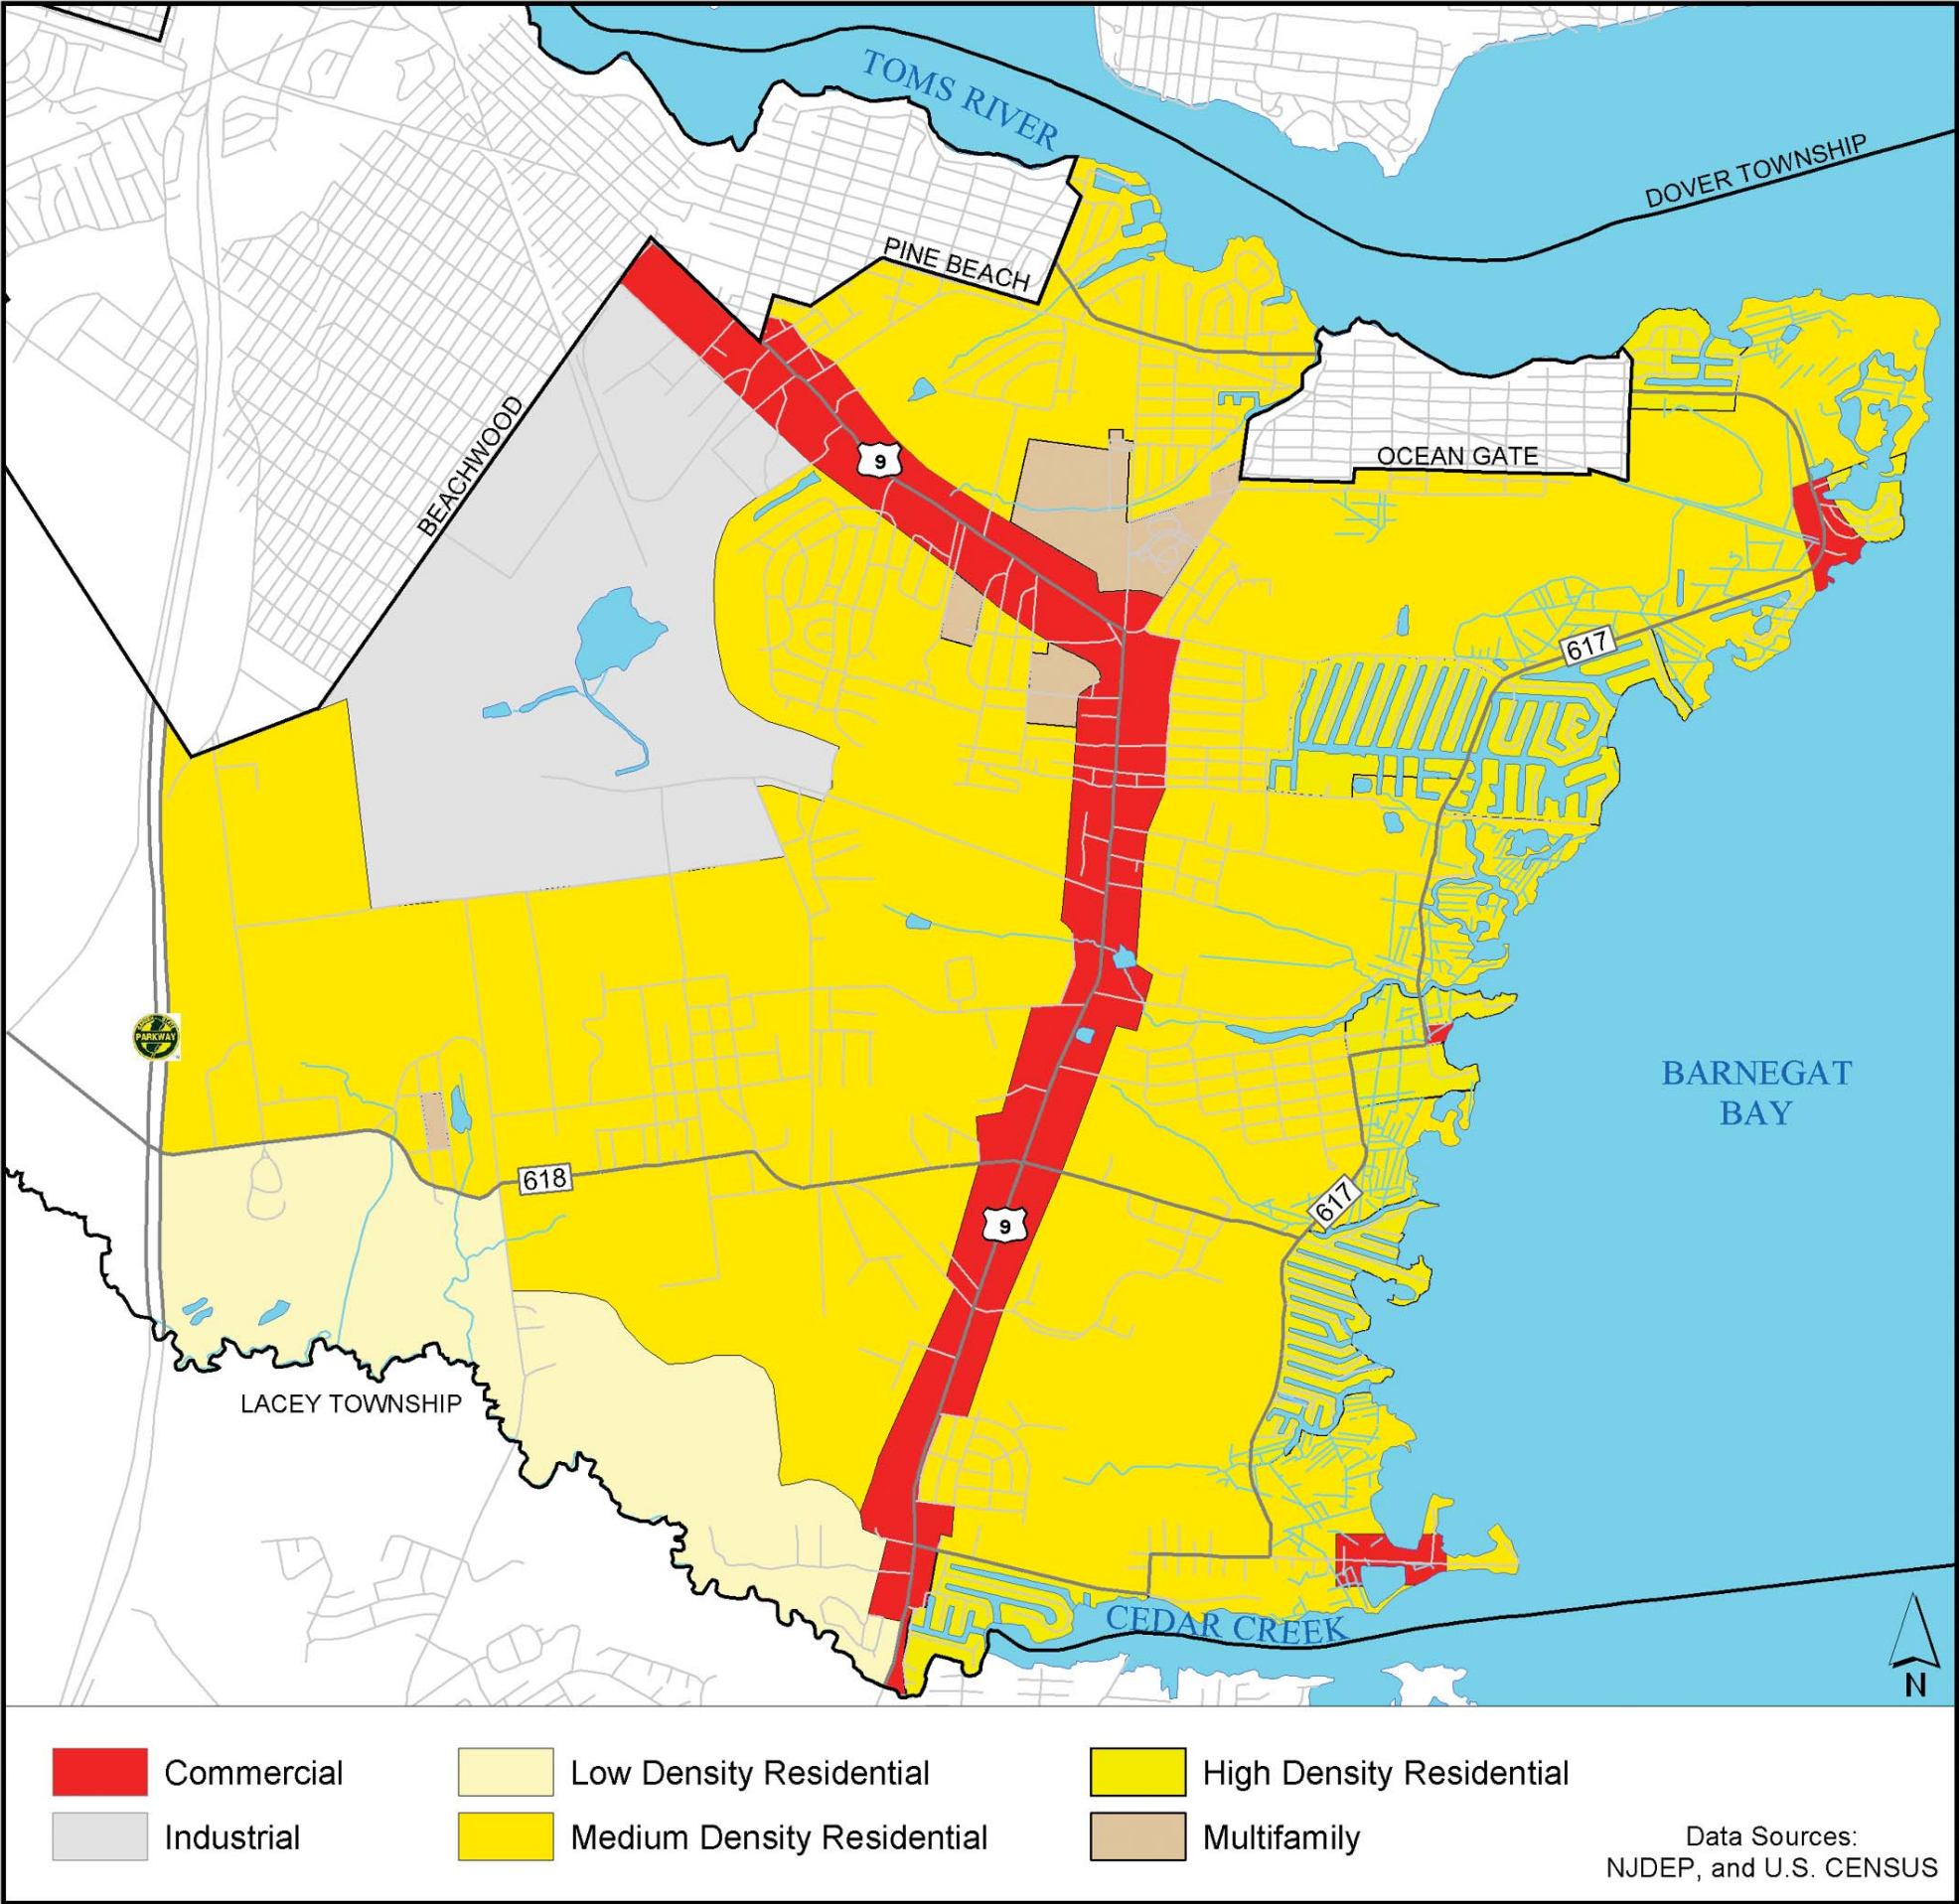 TOMS RIVER
DOVER TOWNSHIP
PINE BEACH
BEACHWOOD
9
OCEAN GATE
617
PARKWAY
BARNEGAT
BAY
618
617
9
LACEY TOWNSHIP
CEDAR CREEK
N
Commercial
Low Density Residential
High Density Residential
Industrial
Medium Density Residential
Multifamily
Data Sources:
NJDEP, and U.S. CENSUS